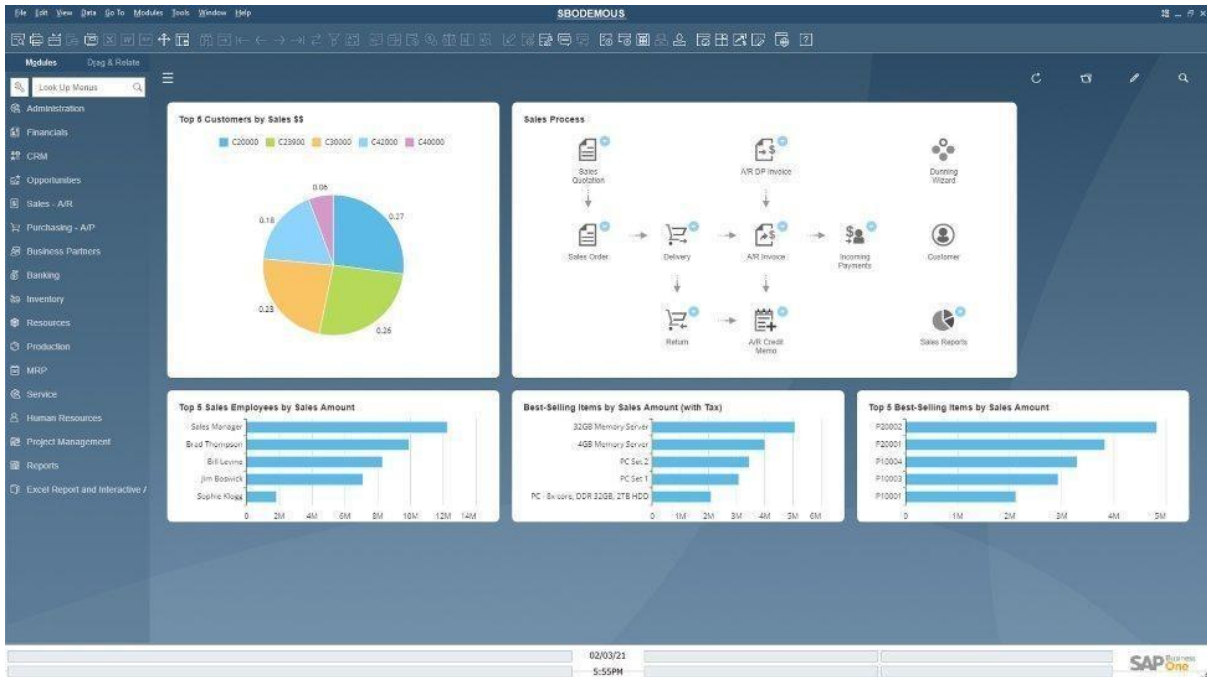 File Edit View Data Go To Modules Tools Window Help
SBODEMOUS
Modules Drag & Relate
Look Up Menus
Administration
Financials
CRM
Opportunities
Sales - A/R
Purchasing - A/P
Business Partners
Banking
Inventory
Resources
Production
MRP
Service
Human Resources
Project Management
Reports
Excel Report and Interactive /
Top 5 Customers by Sales $$
C20000 C23900 C30000 C42000 C40000
0.06
0.18
0.27
0.23
0.26
Sales Process
Sales Quotation
A/R DP Invoice
Dunning Wizard
Sales Order
Delivery
A/R Invoice
Incoming Payments
Customer
Return
A/R Credit Memo
Sales Reports
Top 5 Sales Employees by Sales Amount
Sales Manager
Brad Thompson
Bill Levine
Jim Boswick
Sophie Klogg
0 2M 4M 6M 8M 10M 12M 14M
Best-Selling Items by Sales Amount (with Tax)
32GB Memory Server
4GB Memory Server
PC Set 2
PC Set 1
PC - 8x core, DDR 32GB, 2TB HDD
0 1M 2M 3M 4M 5M 6M
Top 5 Best-Selling Items by Sales Amount
P20002
P20001
P10004
P10003
P10001
0 1M 2M 3M 4M 5M
02/03/21
5:55PM
SAP Business One